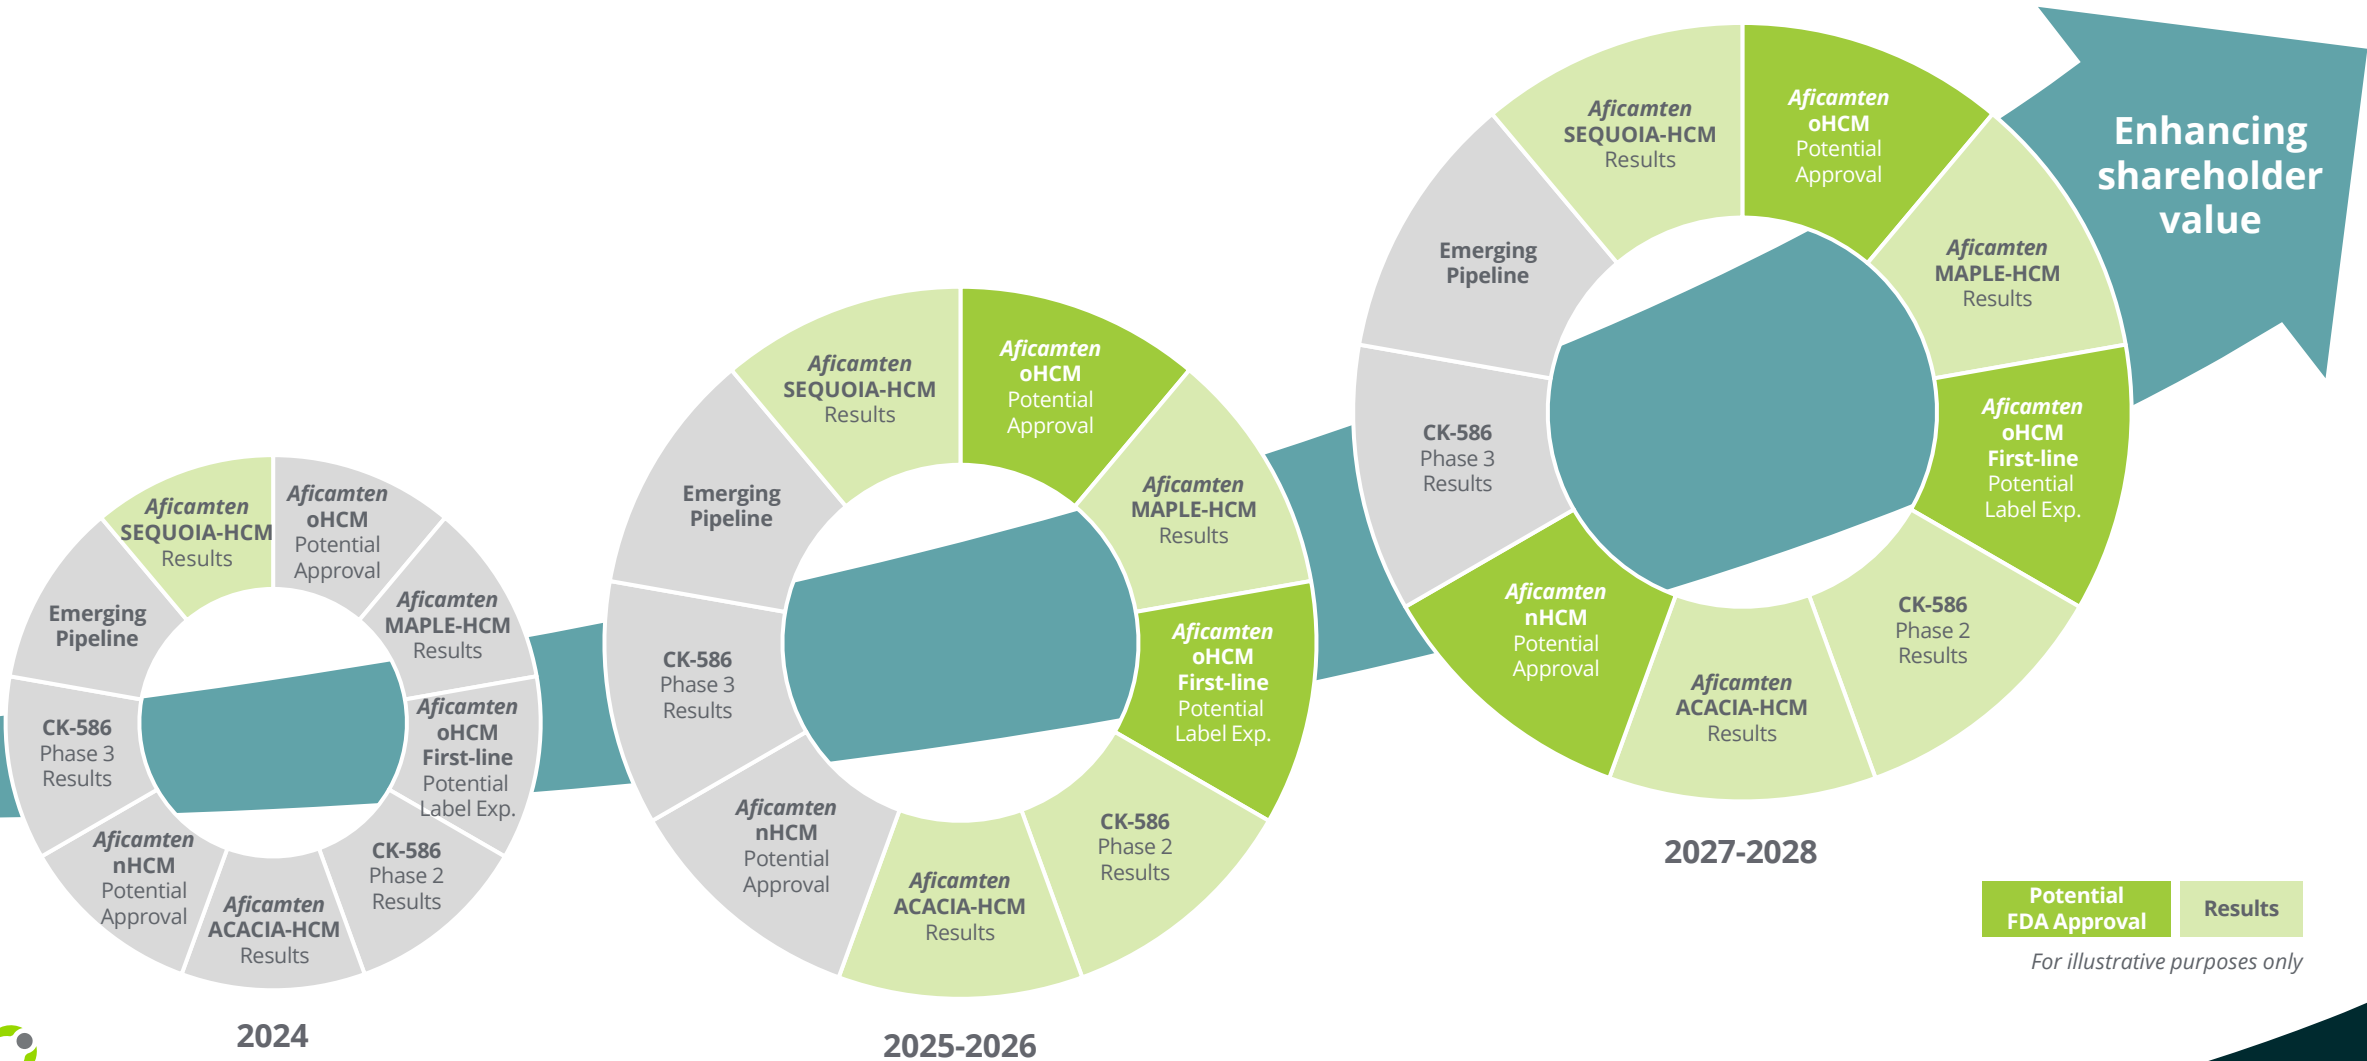 Aficamten
SEQUOIA-HCM
Results
Aficamten
oHCM
Potential
Approval
Aficamten
MAPLE-HCM
Results
Aficamten
oHCM
First-line
Potential
Label Exp.
CK-586
Phase 2
Results
Aficamten
ACACIA-HCM
Results
Aficamten
nHCM
Potential
Approval
CK-586
Phase 3
Results
Emerging
Pipeline
2024
Aficamten
SEQUOIA-HCM
Results
Aficamten
oHCM
Potential
Approval
Aficamten
MAPLE-HCM
Results
Aficamten
oHCM
First-line
Potential
Label Exp.
CK-586
Phase 2
Results
Aficamten
ACACIA-HCM
Results
Aficamten
nHCM
Potential
Approval
CK-586
Phase 3
Results
Emerging
Pipeline
2025-2026
Aficamten
SEQUOIA-HCM
Results
Aficamten
oHCM
Potential
Approval
Aficamten
MAPLE-HCM
Results
Aficamten
oHCM
First-line
Potential
Label Exp.
CK-586
Phase 2
Results
Aficamten
ACACIA-HCM
Results
Aficamten
nHCM
Potential
Approval
CK-586
Phase 3
Results
Emerging
Pipeline
2027-2028
Enhancing
shareholder
value
Potential
FDA Approval
Results
For illustrative purposes only